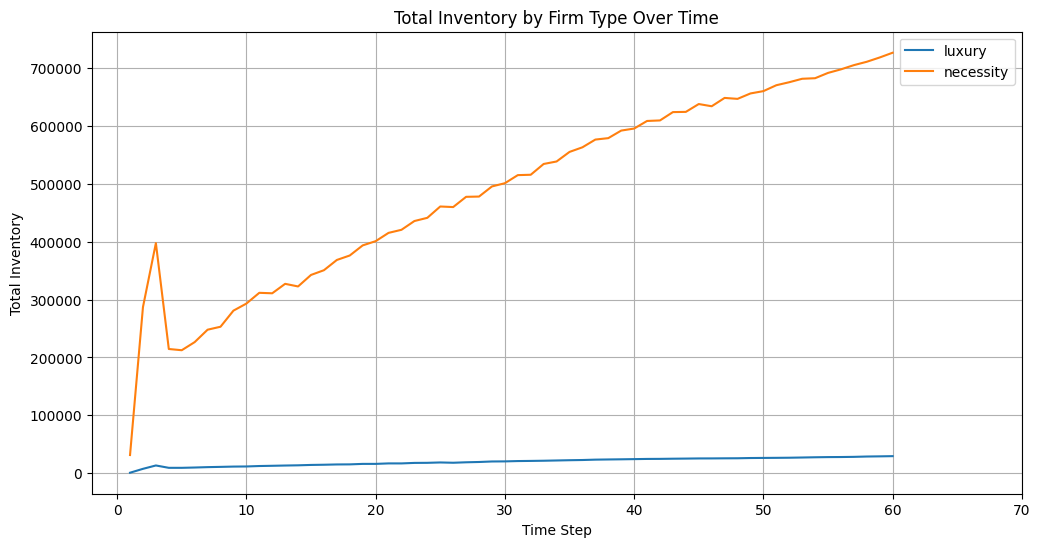 Total Inventory by Firm Type Over Time
luxury
necessity
Total Inventory
700000
600000
500000
400000
300000
200000
100000
0
0 10 20 30 40 50 60 70
Time Step